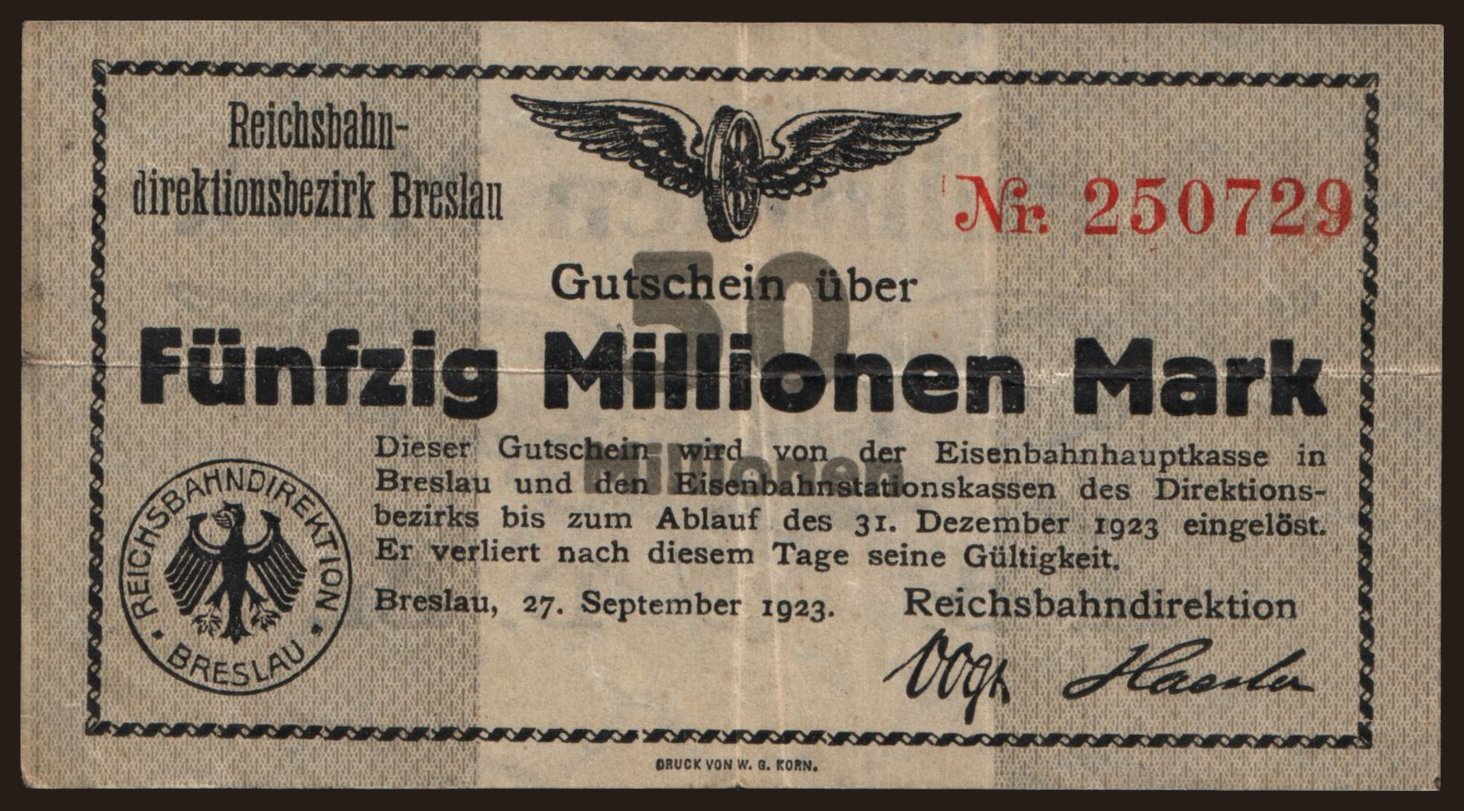 Reichsbahn-
direktionsbezirk Breslau
Nr. 250729
50
Millionen
Gutschein über
Fünfzig Millionen Mark
Dieser Gutschein wird von der Eisenbahnhauptkasse in
Breslau und den Eisenbahnstationskassen des Direktions-
bezirks bis zum Ablauf des 31. Dezember 1923 eingelöst.
Er verliert nach diesem Tage seine Gültigkeit.
Breslau, 27. September 1923.
Reichsbahndirektion
Vogt
REICHSBAHNDIREKTION
* BRESLAU *
DRUCK VON W. G. KORN.